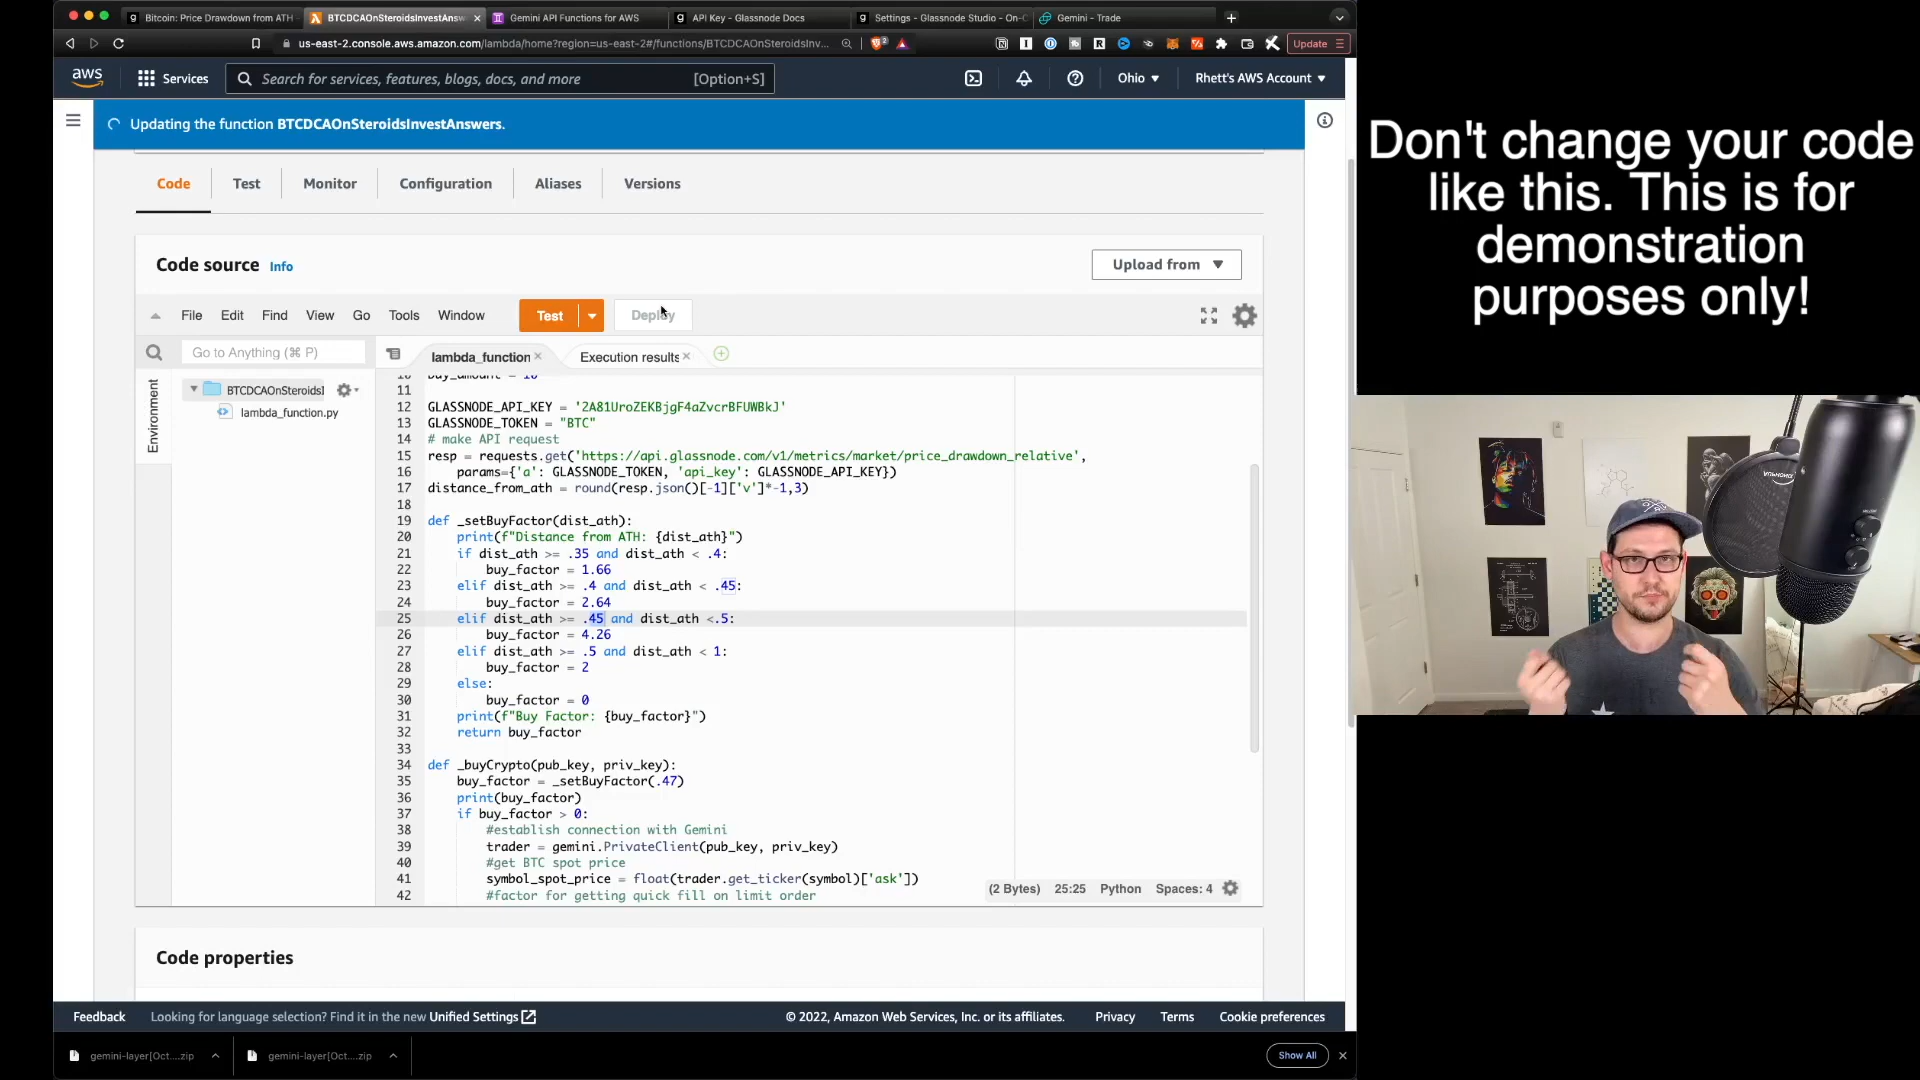 Bitcoin: Price Drawdown from ATH
BTCDCAOnSteroidsInvestAnsw
Gemini API Functions for AWS
API Key - Glassnode Docs
Settings - Glassnode Studio - On-C
Gemini - Trade
us-east-2.console.aws.amazon.com/lambda/home?region=us-east-2#/functions/BTCDCAOnSteroidsInv...
Update
aws
Services
Search for services, features, blogs, docs, and more
[Option+S]
Ohio
Rhett's AWS Account
Updating the function BTCDCAOnSteroidsInvestAnswers.
Code
Test
Monitor
Configuration
Aliases
Versions
Code source Info
Upload from
File
Edit
Find
View
Go
Tools
Window
Test
Deploy
Go to Anything (⌘ P)
lambda_function
Execution results
Environment
BTCDCAOnSteroidsI
lambda_function.py
10 buy_amount = 10
11
12 GLASSNODE_API_KEY = '2A81UroZEKBjgF4aZvcrBFUWBkJ'
13 GLASSNODE_TOKEN = "BTC"
14 # make API request
15 resp = requests.get('https://api.glassnode.com/v1/metrics/market/price_drawdown_relative',
16 params={'a': GLASSNODE_TOKEN, 'api_key': GLASSNODE_API_KEY})
17 distance_from_ath = round(resp.json()[-1]['v']*-1,3)
18
19 def _setBuyFactor(dist_ath):
20 print(f"Distance from ATH: {dist_ath}")
21 if dist_ath >= .35 and dist_ath < .4:
22 buy_factor = 1.66
23 elif dist_ath >= .4 and dist_ath < .45:
24 buy_factor = 2.64
25 elif dist_ath >= .45 and dist_ath <.5:
26 buy_factor = 4.26
27 elif dist_ath >= .5 and dist_ath < 1:
28 buy_factor = 2
29 else:
30 buy_factor = 0
31 print(f"Buy Factor: {buy_factor}")
32 return buy_factor
33
34 def _buyCrypto(pub_key, priv_key):
35 buy_factor = _setBuyFactor(.47)
36 print(buy_factor)
37 if buy_factor > 0:
38 #establish connection with Gemini
39 trader = gemini.PrivateClient(pub_key, priv_key)
40 #get BTC spot price
41 symbol_spot_price = float(trader.get_ticker(symbol)['ask'])
42 #factor for getting quick fill on limit order
(2 Bytes) 25:25 Python Spaces: 4
Code properties
Feedback
Looking for language selection? Find it in the new Unified Settings
© 2022, Amazon Web Services, Inc. or its affiliates.
Privacy
Terms
Cookie preferences
gemini-layer[Oct....zip
gemini-layer[Oct....zip
Show All
Don't change your code
like this. This is for
demonstration
purposes only!